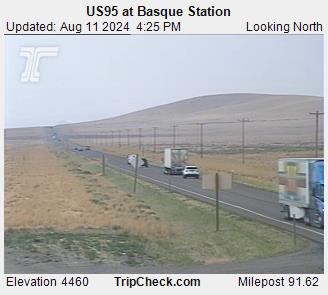 US95 at Basque Station
Updated: Aug 11 2024 4:25 PM Looking North
Elevation 4460 TripCheck.com Milepost 91.62